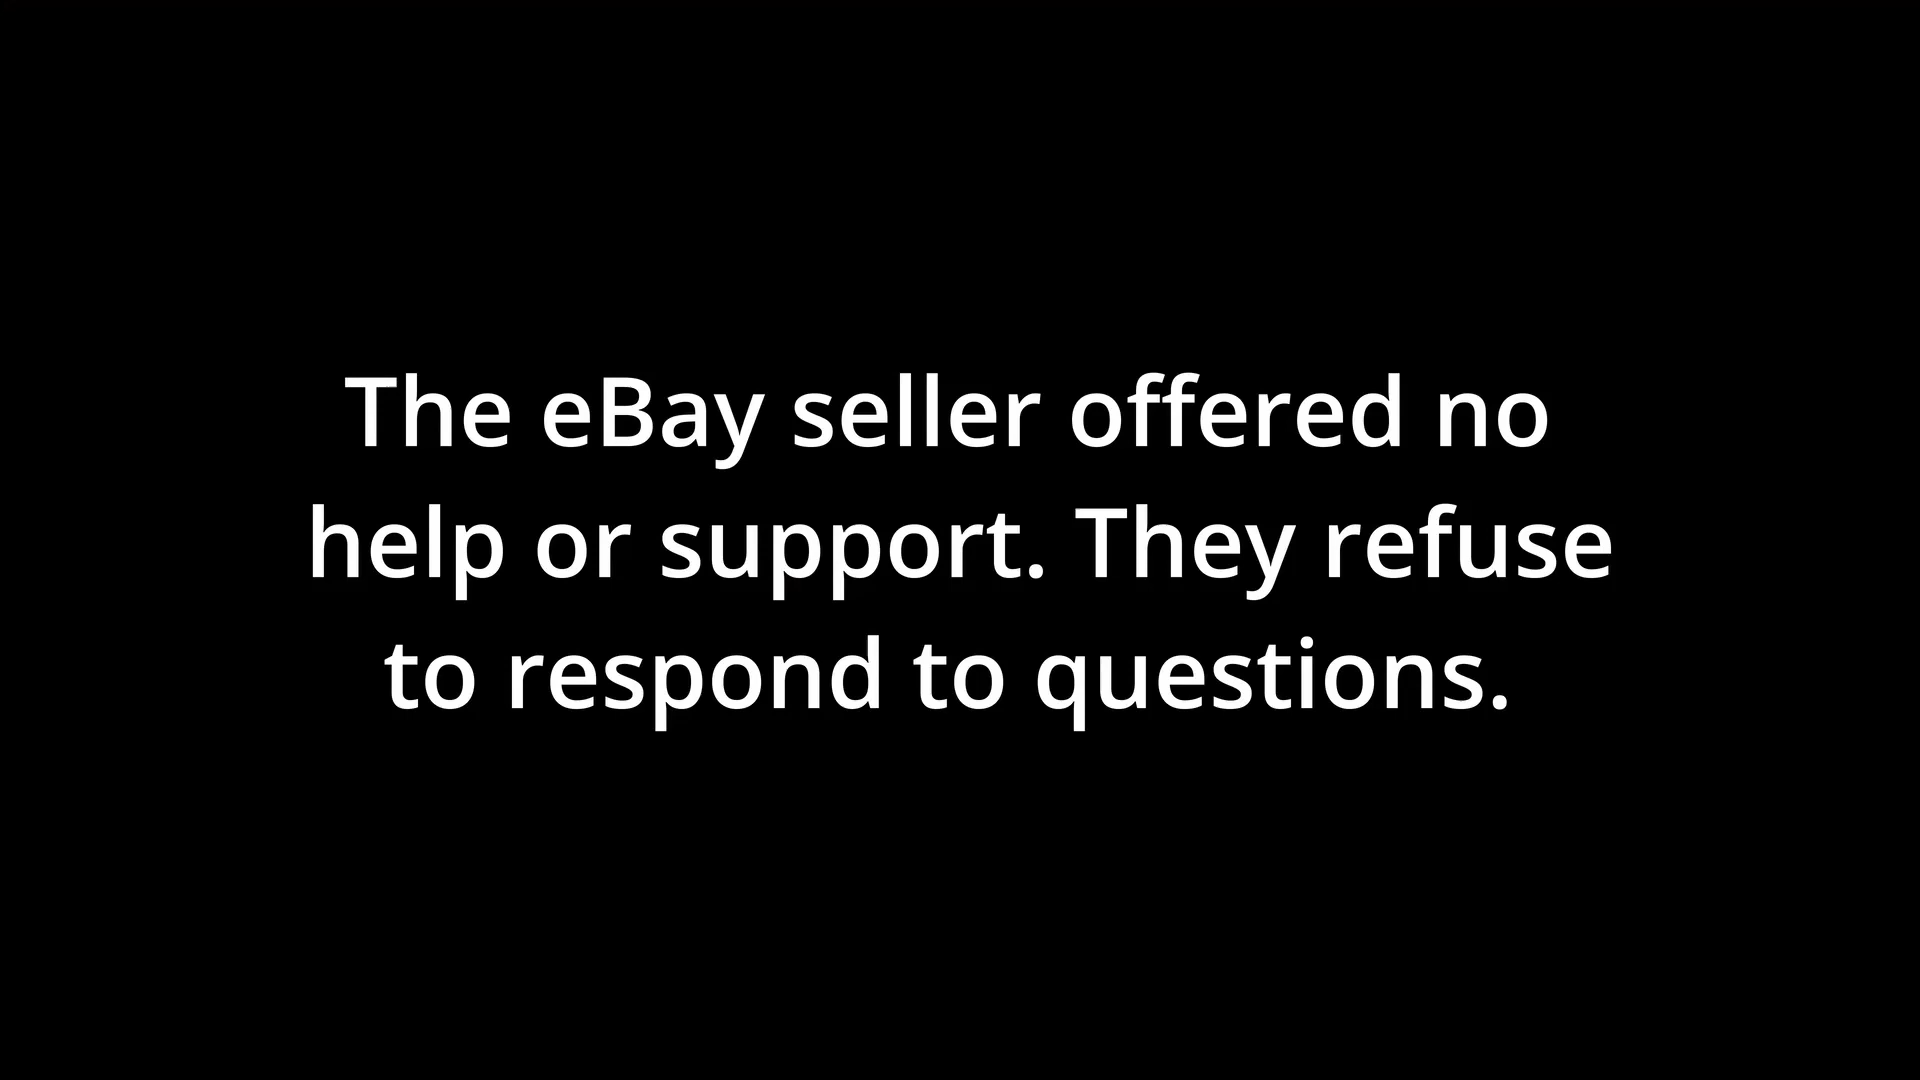 The eBay seller offered no
help or support. They refuse
to respond to questions.